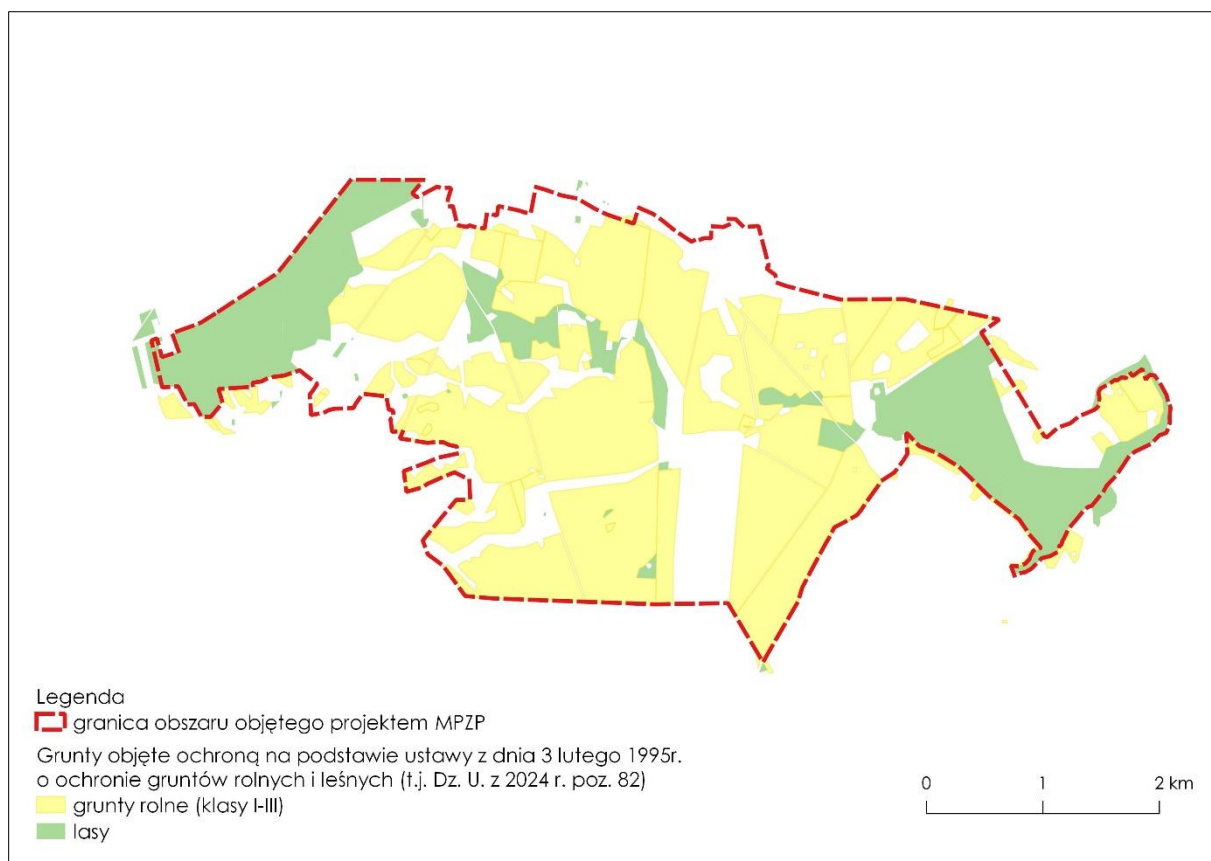 Legenda
granica obszaru objętego projektem MPZP
Grunty objęte ochroną na podstawie ustawy z dnia 3 lutego 1995r.
o ochronie gruntów rolnych i leśnych (t.j. Dz. U. z 2024 r. poz. 82)
grunty rolne (klasy I-III)
lasy
0 1 2 km